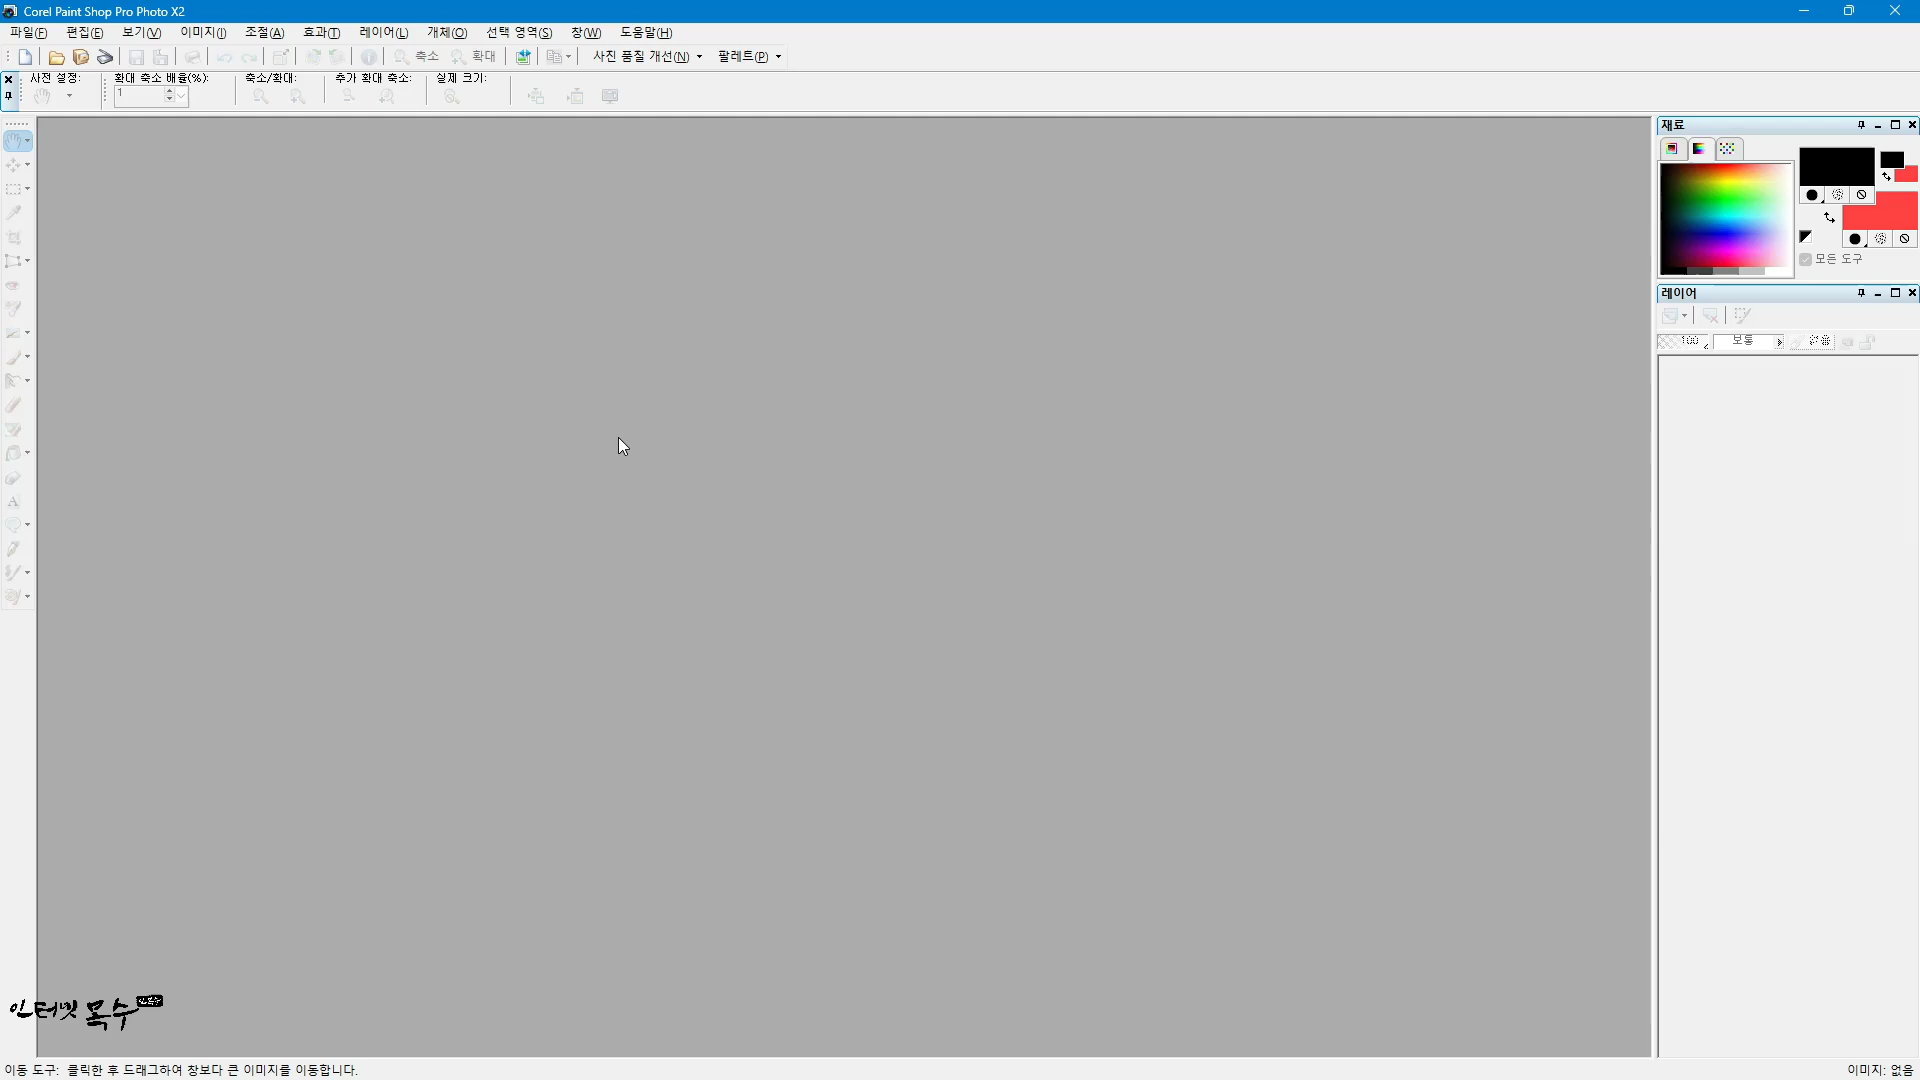 Corel Paint Shop Pro Photo X2
파일(F) 편집(E) 보기(V) 이미지(I) 조절(A) 효과(T) 레이어(L) 개체(O) 선택 영역(S) 창(W) 도움말(H)
축소 확대 사진 품질 개선(N) 팔레트(P)
사전 설정: 확대 축소 배율(%): 축소/확대: 추가 확대 축소: 실제 크기:
1
재료
모든 도구
레이어
100 보통
인터넷 목수
이동 도구: 클릭한 후 드래그하여 창보다 큰 이미지를 이동합니다.
이미지: 없음